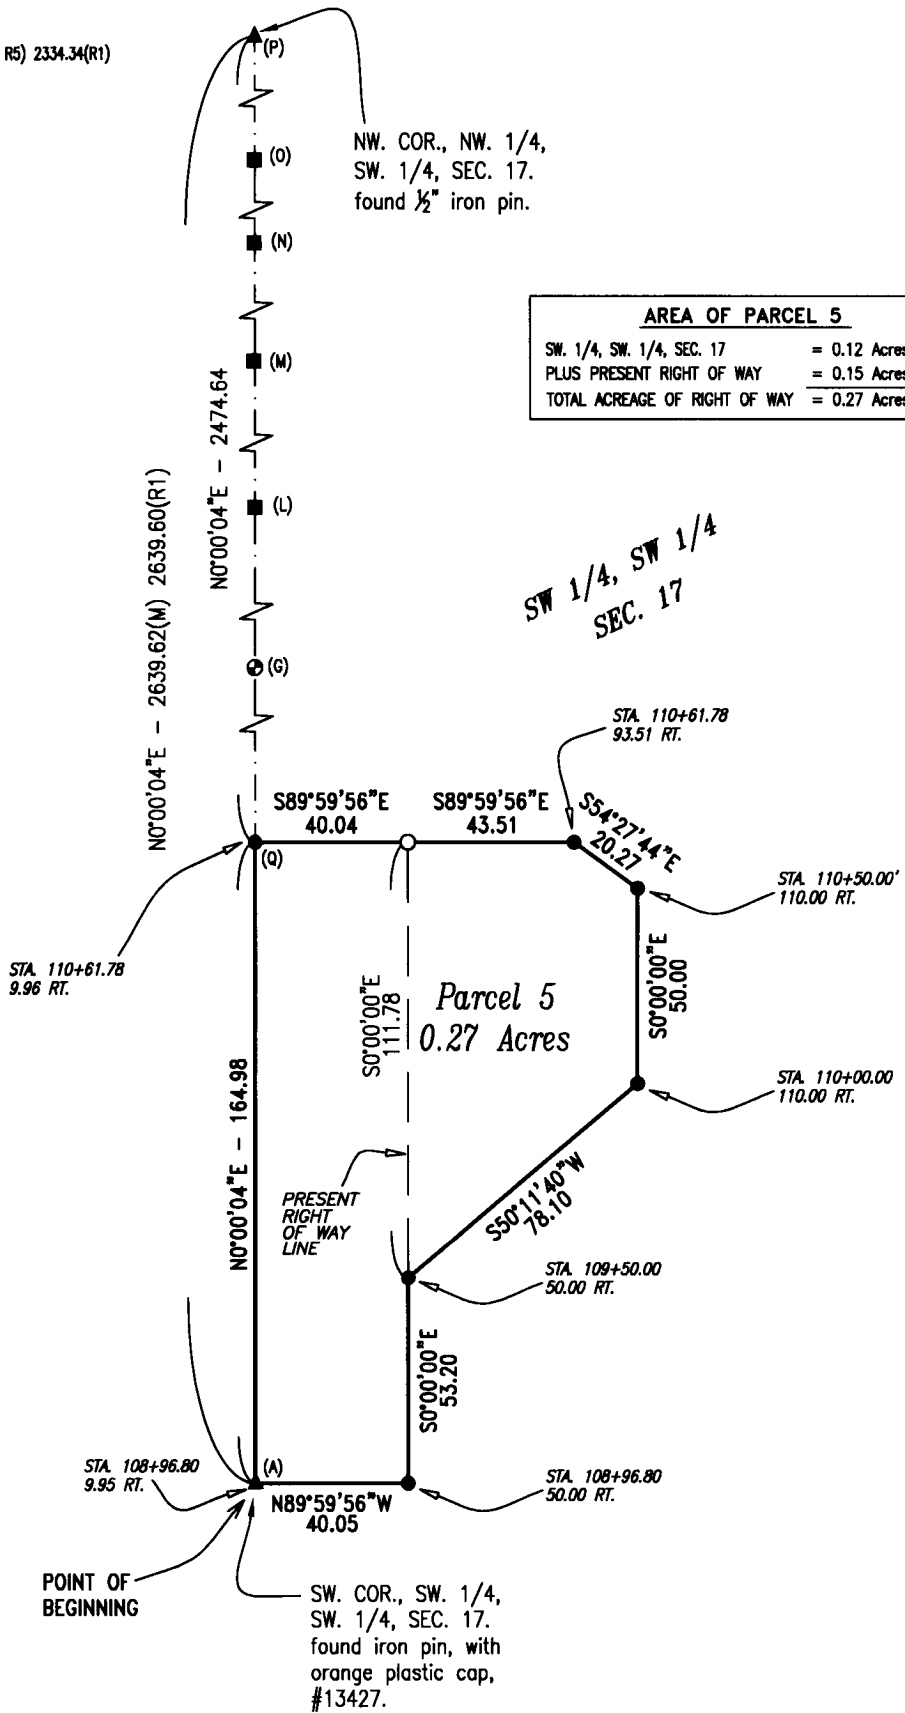 R5) 2334.34(R1)
(P)
NW. COR., NW. 1/4,
SW. 1/4, SEC. 17.
found ½" iron pin.
(O)
(N)
(M)
(L)
(G)
AREA OF PARCEL 5
SW. 1/4, SW. 1/4, SEC. 17 = 0.12 Acres
PLUS PRESENT RIGHT OF WAY = 0.15 Acres
TOTAL ACREAGE OF RIGHT OF WAY = 0.27 Acres
N0°00'04"E - 2474.64
N0°00'04"E - 2639.62(M) 2639.60(R1)
SW 1/4, SW 1/4
SEC. 17
STA. 110+61.78
93.51 RT.
S89°59'56"E
40.04
S89°59'56"E
43.51
S54°27'44"E
20.27
(Q)
STA. 110+50.00'
110.00 RT.
STA. 110+61.78
9.96 RT.
S0°00'00"E
111.78
Parcel 5
0.27 Acres
S0°00'00"E
50.00
STA. 110+00.00
110.00 RT.
N0°00'04"E - 164.98
PRESENT
RIGHT
OF WAY
LINE
S50°11'40"W
78.10
STA. 109+50.00
50.00 RT.
S0°00'00"E
53.20
STA. 108+96.80
9.95 RT.
(A)
N89°59'56"W
40.05
STA. 108+96.80
50.00 RT.
POINT OF
BEGINNING
SW. COR., SW. 1/4,
SW. 1/4, SEC. 17.
found iron pin, with
orange plastic cap,
#13427.